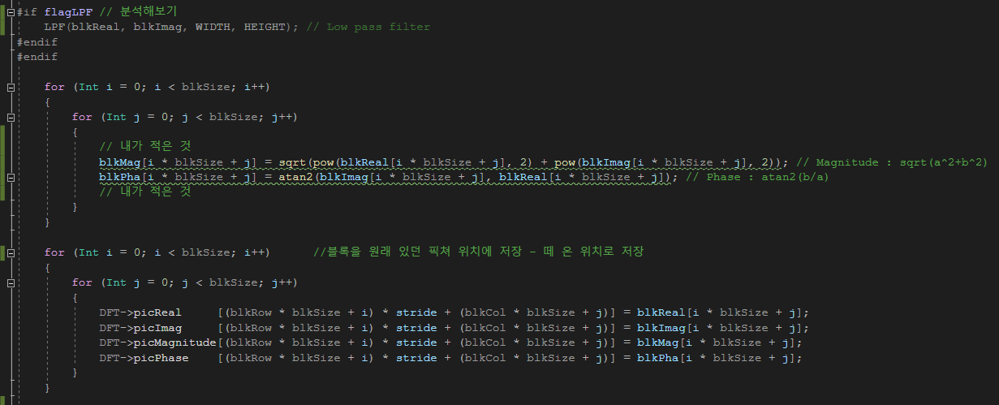 #if flagLPF // 분석해보기
LPF(blkReal, blkImag, WIDTH, HEIGHT); // Low pass filter
#endif
#endif
for (Int i = 0; i < blkSize; i++)
{
for (Int j = 0; j < blkSize; j++)
{
// 내가 적은 것
blkMag[i * blkSize + j] = sqrt(pow(blkReal[i * blkSize + j], 2) + pow(blkImag[i * blkSize + j], 2)); // Magnitude : sqrt(a^2+b^2)
blkPha[i * blkSize + j] = atan2(blkImag[i * blkSize + j], blkReal[i * blkSize + j]); // Phase : atan2(b/a)
// 내가 적은 것
}
}
for (Int i = 0; i < blkSize; i++) //블록을 원래 있던 픽쳐 위치에 저장 - 떼 온 위치로 저장
{
for (Int j = 0; j < blkSize; j++)
{
DFT->picReal [(blkRow * blkSize + i) * stride + (blkCol * blkSize + j)] = blkReal[i * blkSize + j];
DFT->picImag [(blkRow * blkSize + i) * stride + (blkCol * blkSize + j)] = blkImag[i * blkSize + j];
DFT->picMagnitude[(blkRow * blkSize + i) * stride + (blkCol * blkSize + j)] = blkMag[i * blkSize + j];
DFT->picPhase [(blkRow * blkSize + i) * stride + (blkCol * blkSize + j)] = blkPha[i * blkSize + j];
}
}